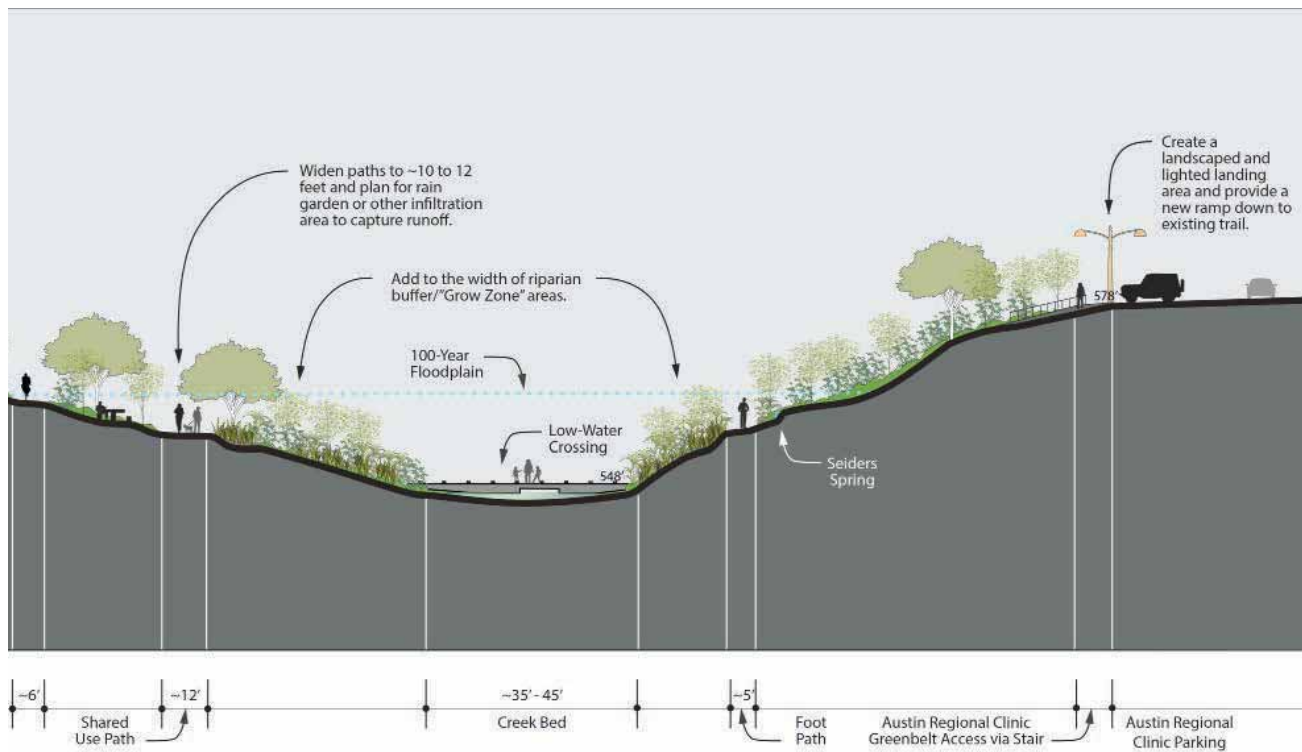 Widen paths to ~10 to 12
feet and plan for rain
garden or other infiltration
area to capture runoff.
Create a
landscaped and
lighted landing
area and provide a
new ramp down to
existing trail.
Add to the width of riparian
buffer/"Grow Zone" areas.
578'
100-Year
Floodplain
Low-Water
Crossing
548'
Seiders
Spring
~6'
~12'
~35' - 45'
~5'
Shared
Use Path
Creek Bed
Foot
Path
Austin Regional Clinic
Greenbelt Access via Stair
Austin Regional
Clinic Parking